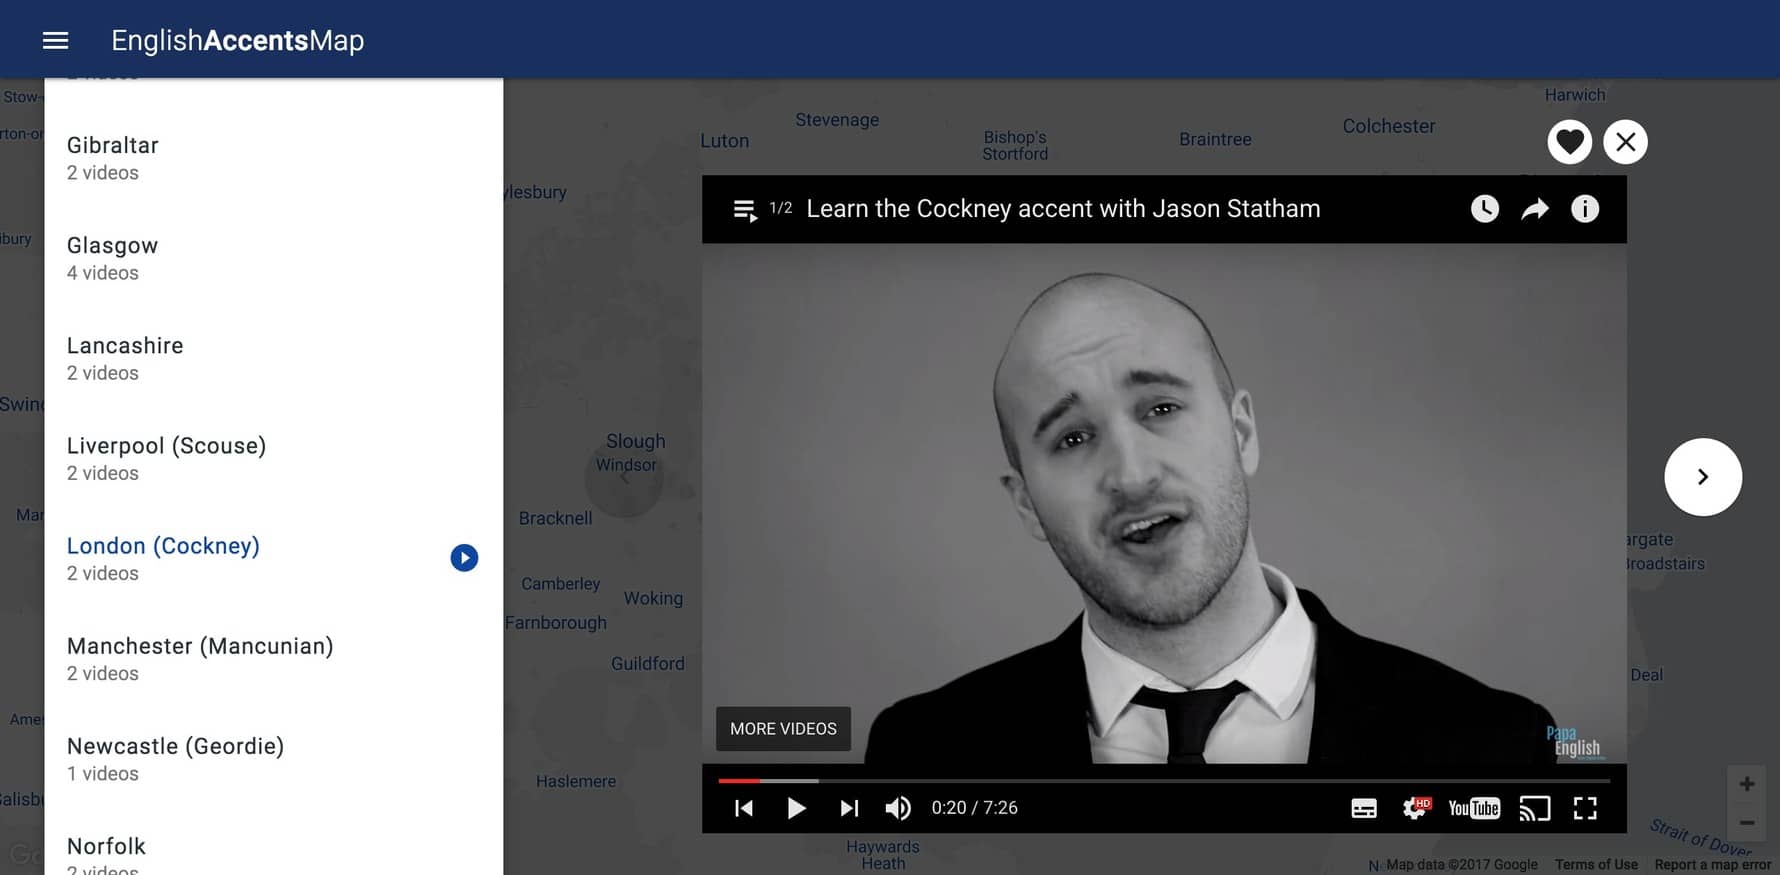 EnglishAccentsMap
Gibraltar
2 videos
Glasgow
4 videos
Lancashire
2 videos
Liverpool (Scouse)
2 videos
London (Cockney)
2 videos
Manchester (Mancunian)
2 videos
Newcastle (Geordie)
1 videos
Norfolk
2 videos
Stow-
rton-or
ylesbury
bury
Swin
Mar
Ame
alisb
Luton
Stevenage
Bishop's
Stortford
Braintree
Colchester
Harwich
Slough
Windsor
Bracknell
Camberley
Woking
Farnborough
Guildford
Haslemere
Haywards
Heath
argate
Broadstairs
Deal
Strait of Dover
1/2 Learn the Cockney accent with Jason Statham
MORE VIDEOS
Papa
English
0:20 / 7:26
HD
YouTube
Map data ©2017 Google
Terms of Use
Report a map error